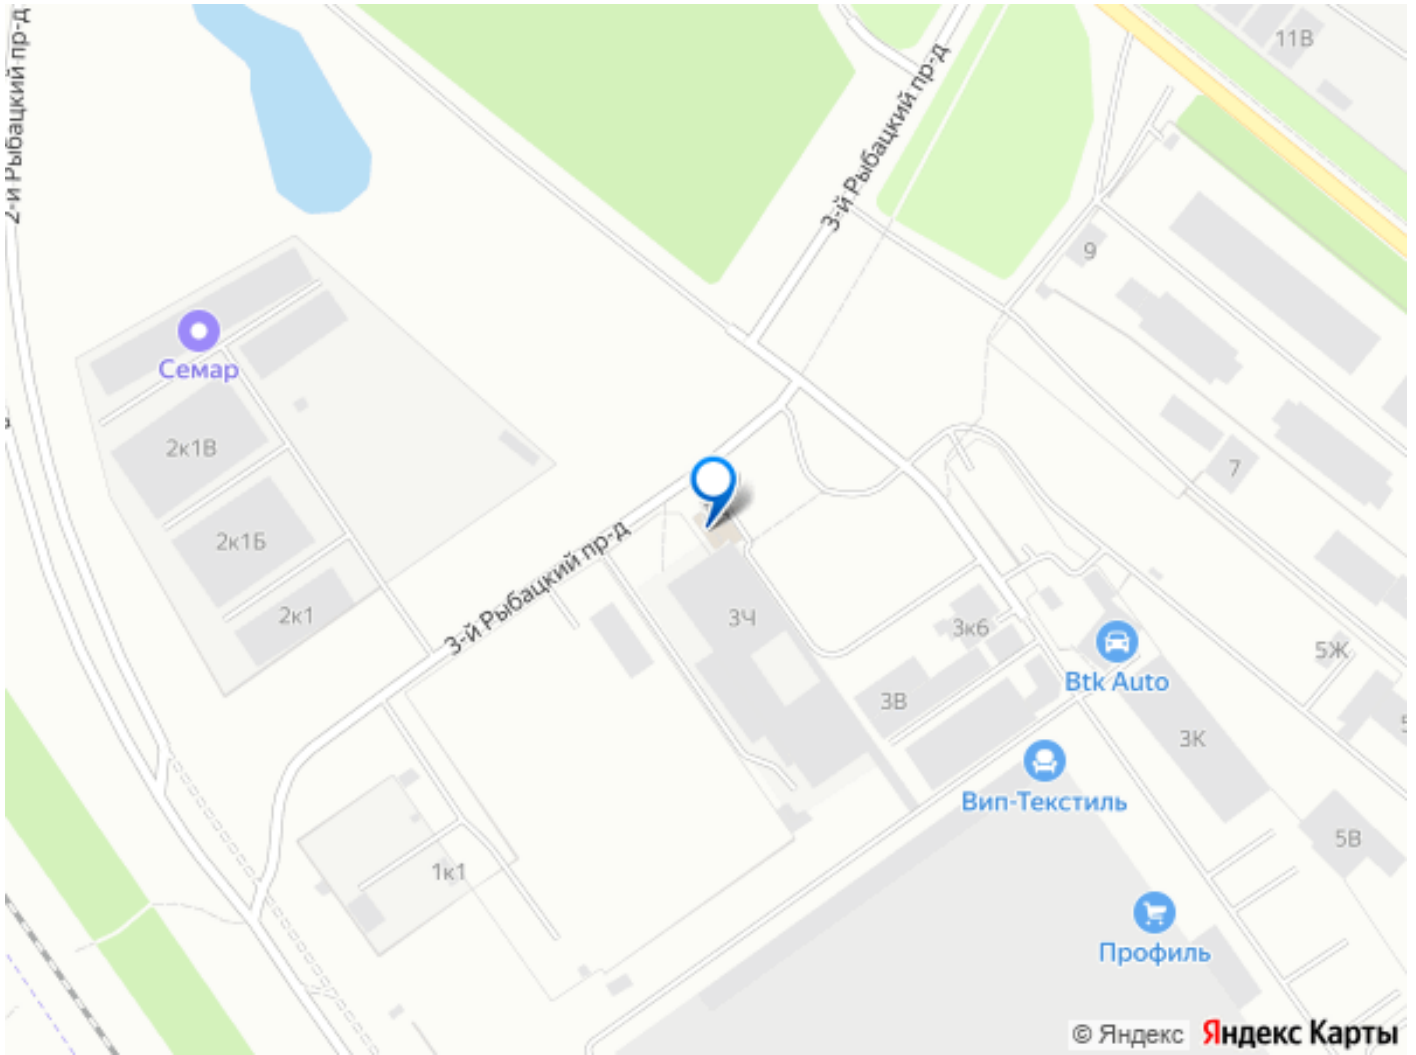 2-й Рыбацкий пр-д
11В
3-й Рыбацкий пр-д
9
Семар
2к1В
7
2к1Б
3-й Рыбацкий пр-д
2к1
3Ч
3к6
5Ж
Btk Auto
3В
3К
Вип-Текстиль
5В
1к1
Профиль
© Яндекс Яндекс Карты